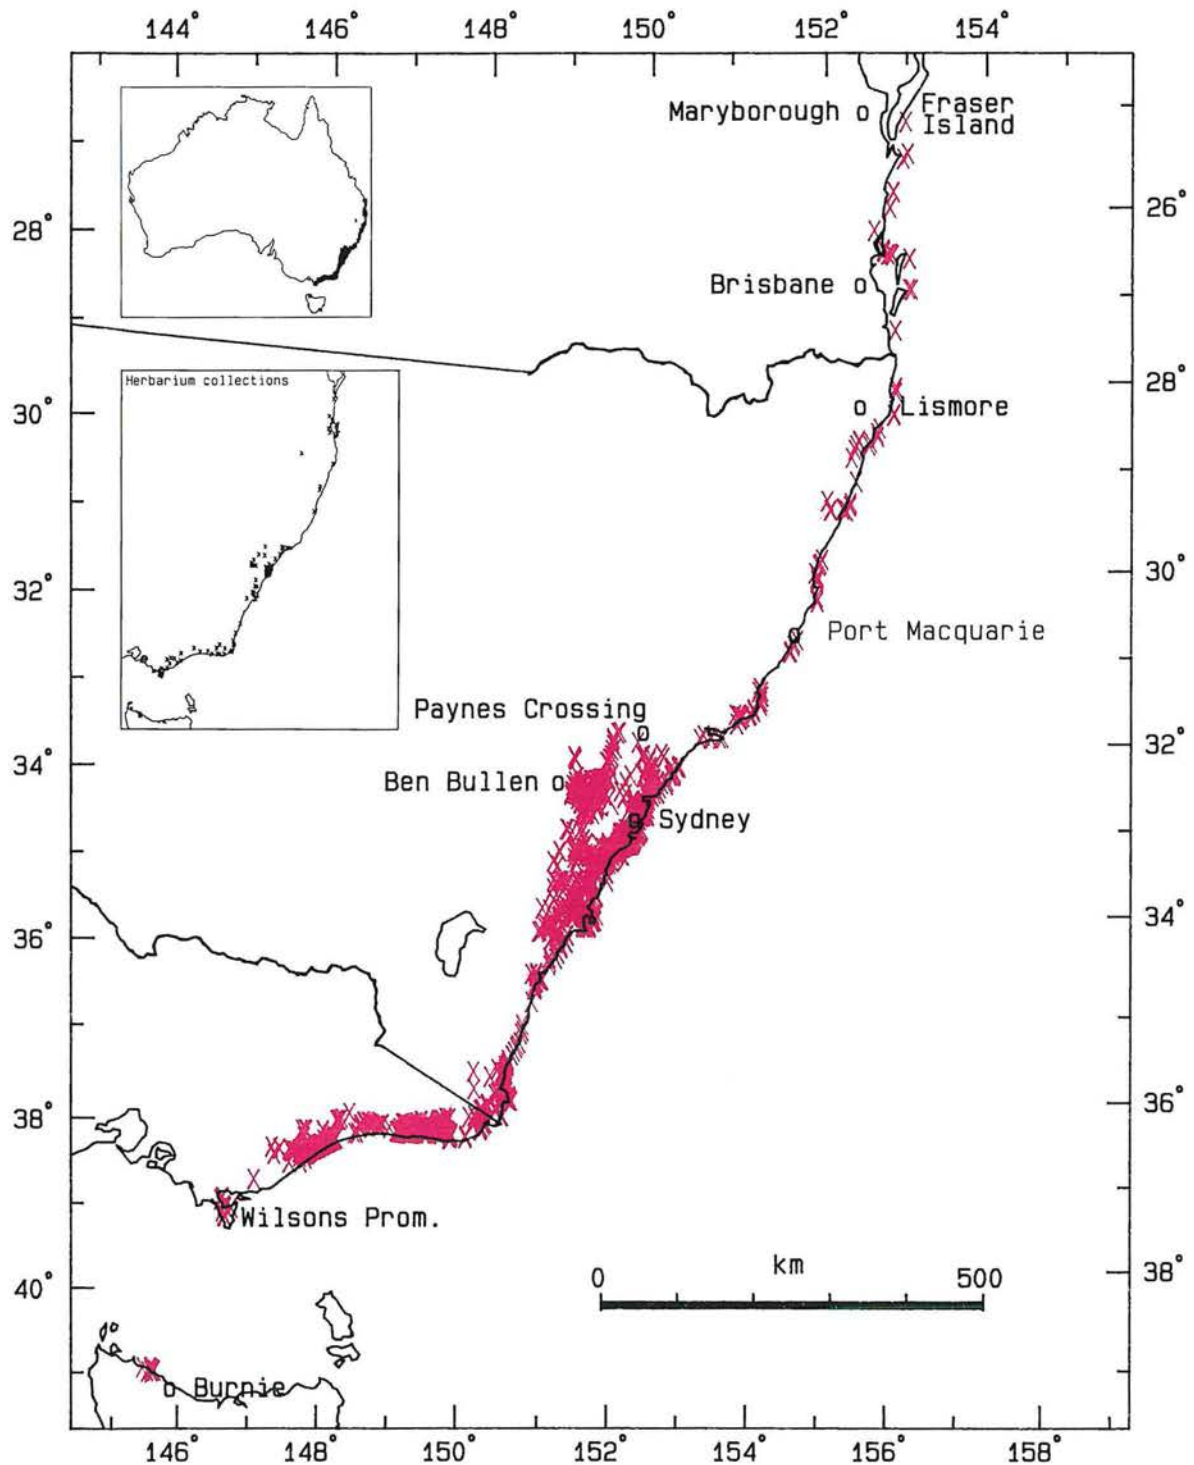 144° 146° 148° 150° 152° 154°
Maryborough
Fraser
Island
28°
26°
Brisbane
Herbarium collections
28°
30°
Lismore
30°
32°
Port Macquarie
Paynes Crossing
32°
34°
Ben Bullen
Sydney
34°
36°
38°
36°
Wilsons Prom.
km
0 500
38°
40°
Burnie
146° 148° 150° 152° 154° 156° 158°